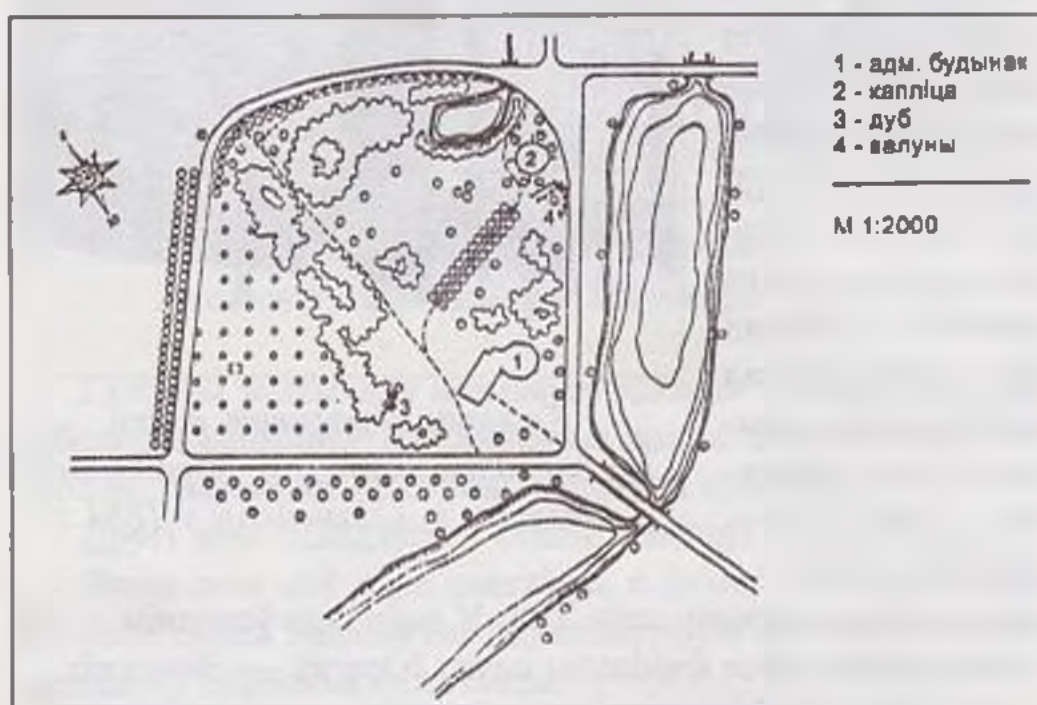 1 - адм. будынак
2 - капліца
3 - дуб
4 - валуны
М 1:2000
2
4
1
3